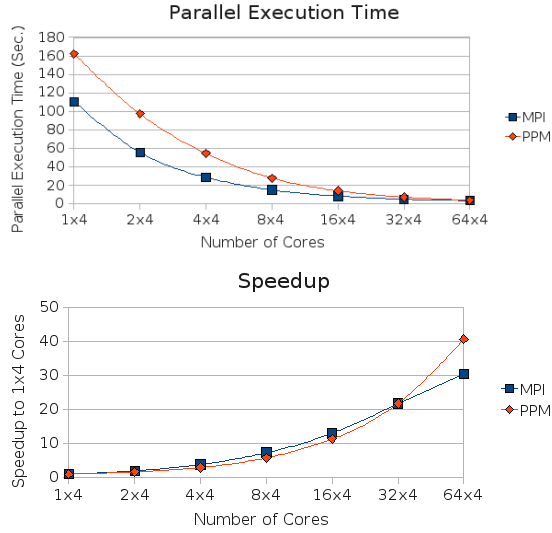 Parallel Execution Time
Parallel Execution Time (Sec.)
180
160
140
120
100
80
60
40
20
0
1x4 2x4 4x4 8x4 16x4 32x4 64x4
Number of Cores
MPI
PPM
Speedup
Speedup to 1x4 Cores
50
40
30
20
10
0
1x4 2x4 4x4 8x4 16x4 32x4 64x4
Number of Cores
MPI
PPM